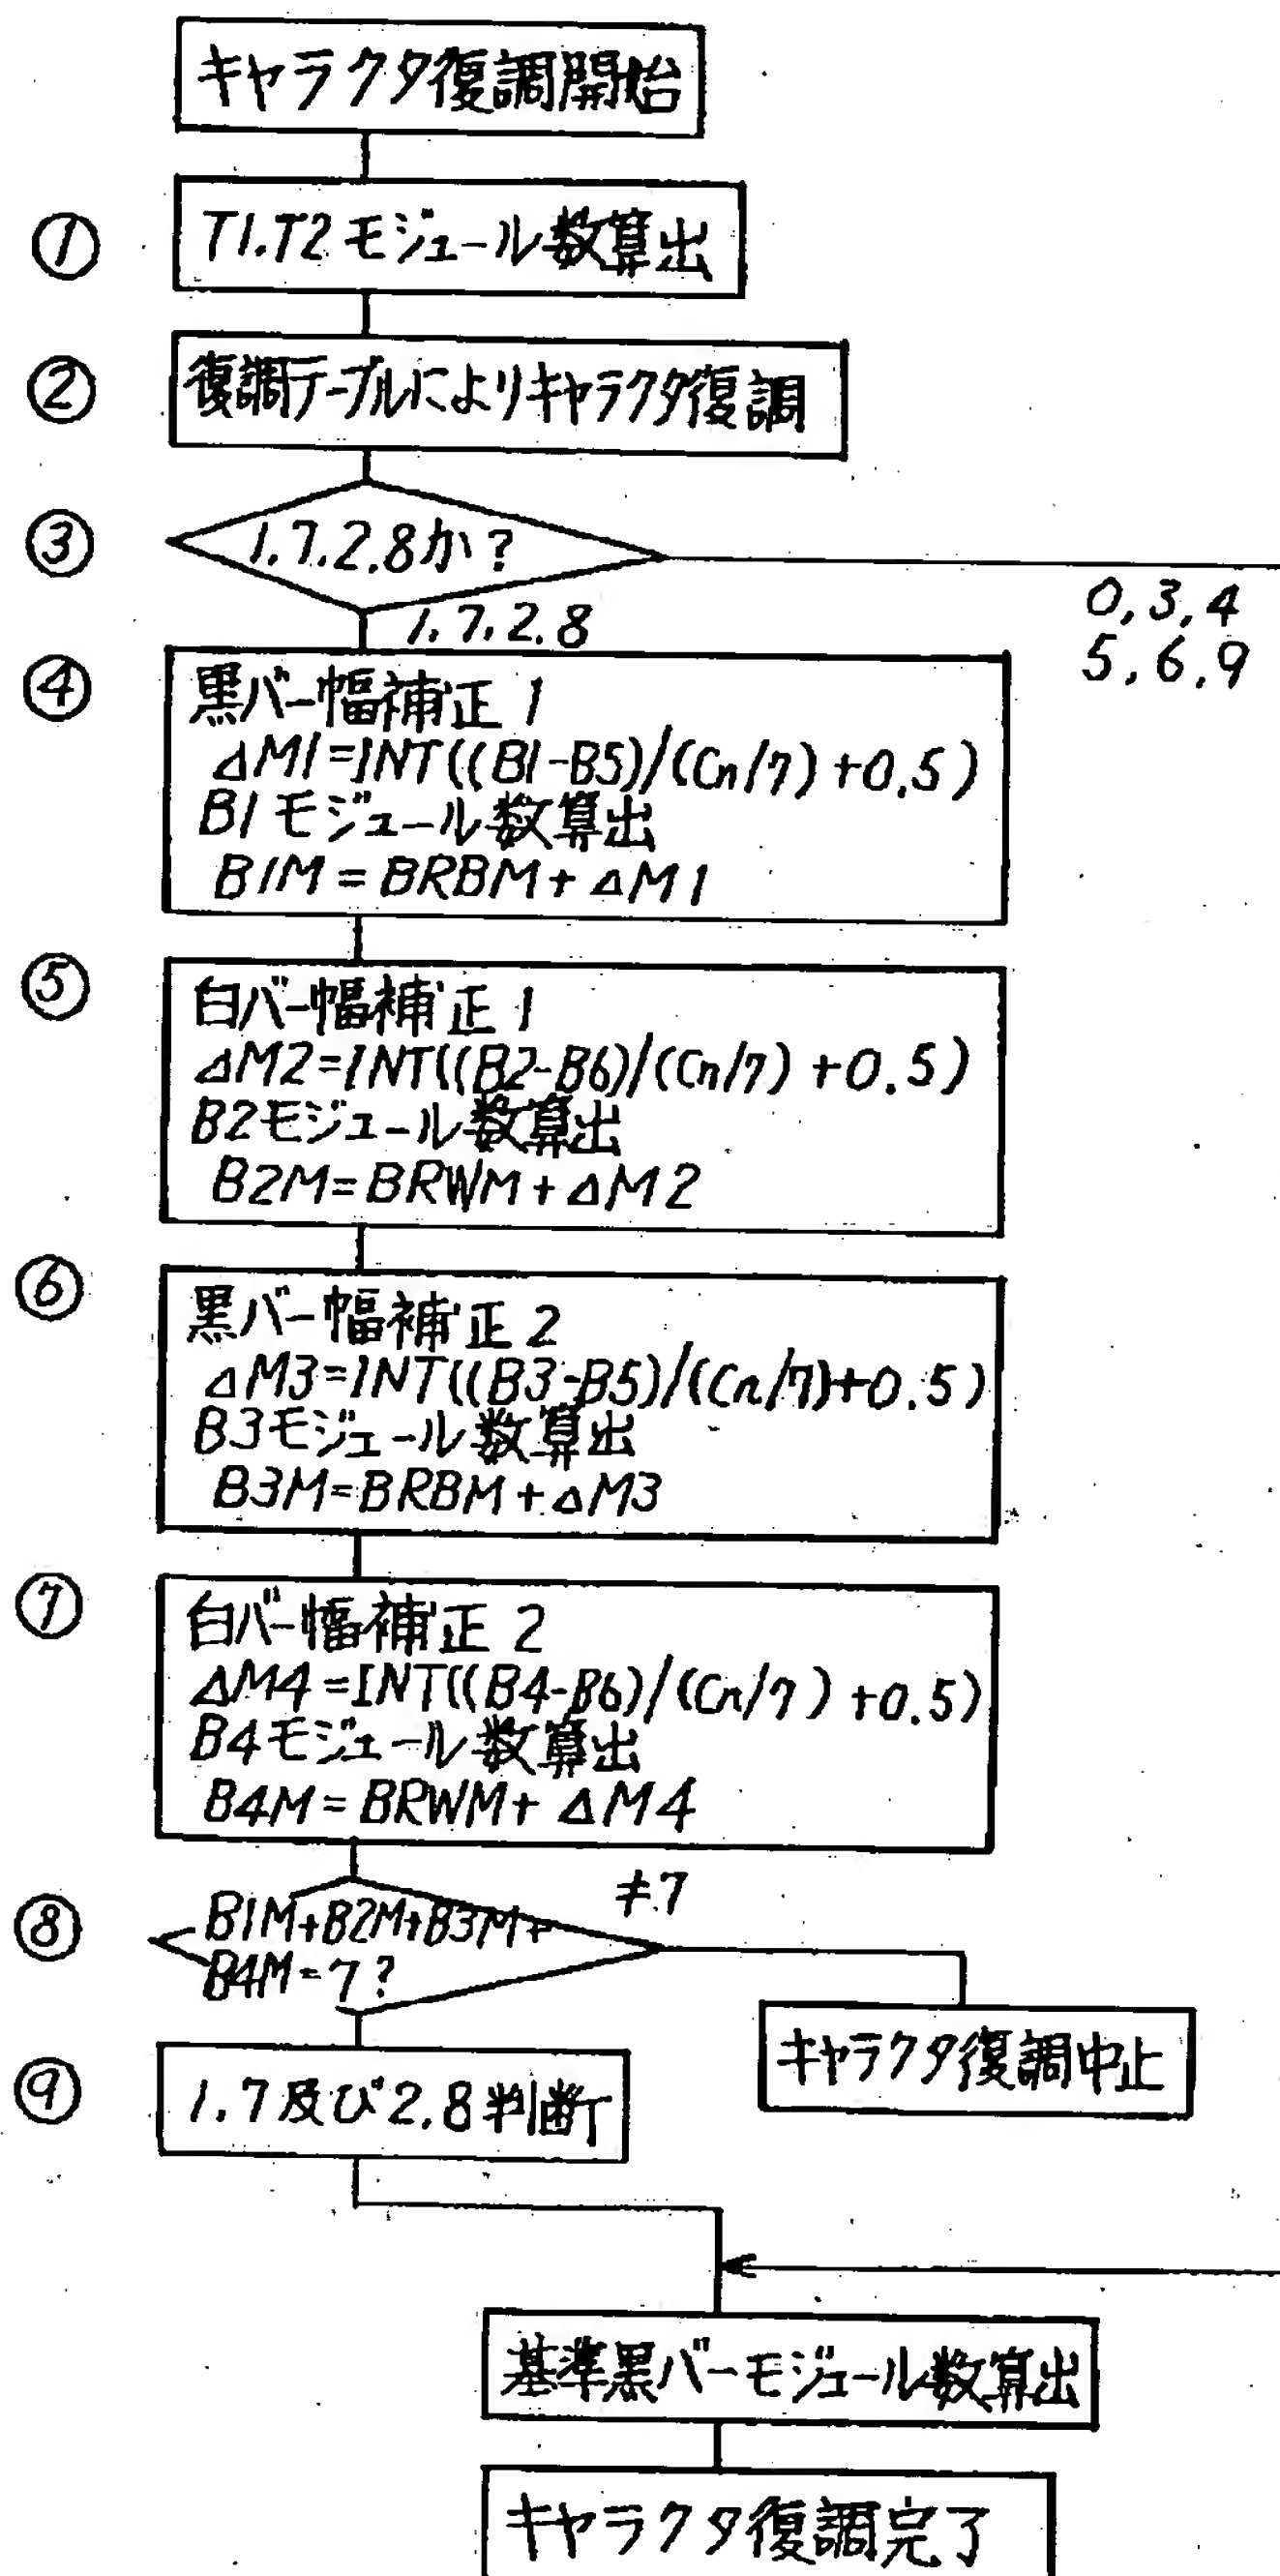 キャラクタ復調開始
① T1.T2モジュール数算出
② 復調テーブルによりキャラクタ復調
③ 1.7.2.8か?
0,3,4
5,6,9
1.7.2.8
④ 黒バー幅補正1
ΔM1=INT((B1-B5)/(Cn/7)+0.5)
B1モジュール数算出
B1M=BRBM+ΔM1
⑤ 白バー幅補正1
ΔM2=INT((B2-B6)/(Cn/7)+0.5)
B2モジュール数算出
B2M=BRWM+ΔM2
⑥ 黒バー幅補正2
ΔM3=INT((B3-B5)/(Cn/7)+0.5)
B3モジュール数算出
B3M=BRBM+ΔM3
⑦ 白バー幅補正2
ΔM4=INT((B4-B6)/(Cn/7)+0.5)
B4モジュール数算出
B4M=BRWM+ΔM4
≠7
⑧ B1M+B2M+B3M+
B4M=7?
キャラクタ復調中止
⑨ 1.7及び2.8判断
基準黒バーモジュール数算出
キャラクタ復調完了